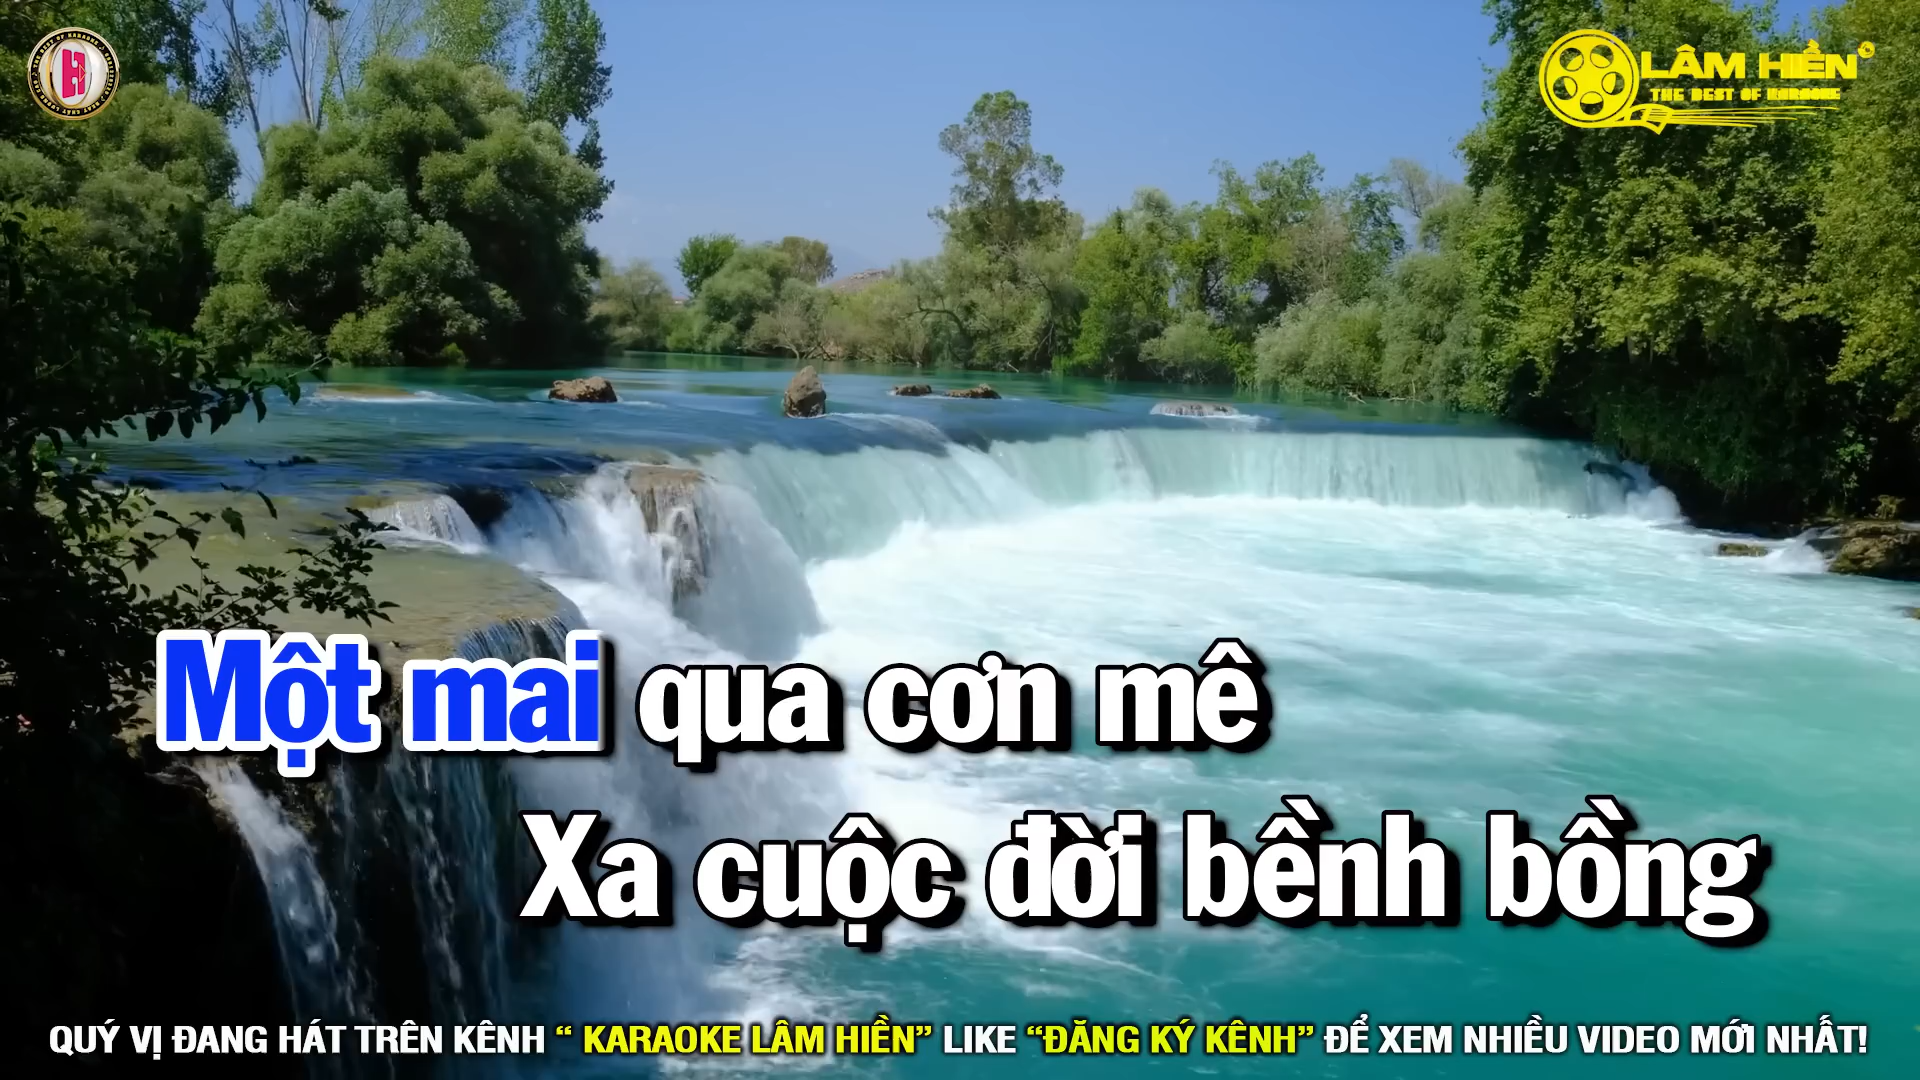 LÂM HIỀN
THE BEST OF KARAOKE
Một mai qua cơn mê
Xa cuộc đời bềnh bồng
QUÝ VỊ ĐANG HÁT TRÊN KÊNH “ KARAOKE LÂM HIỀN” LIKE “ĐĂNG KÝ KÊNH” ĐỂ XEM NHIỀU VIDEO MỚI NHẤT!